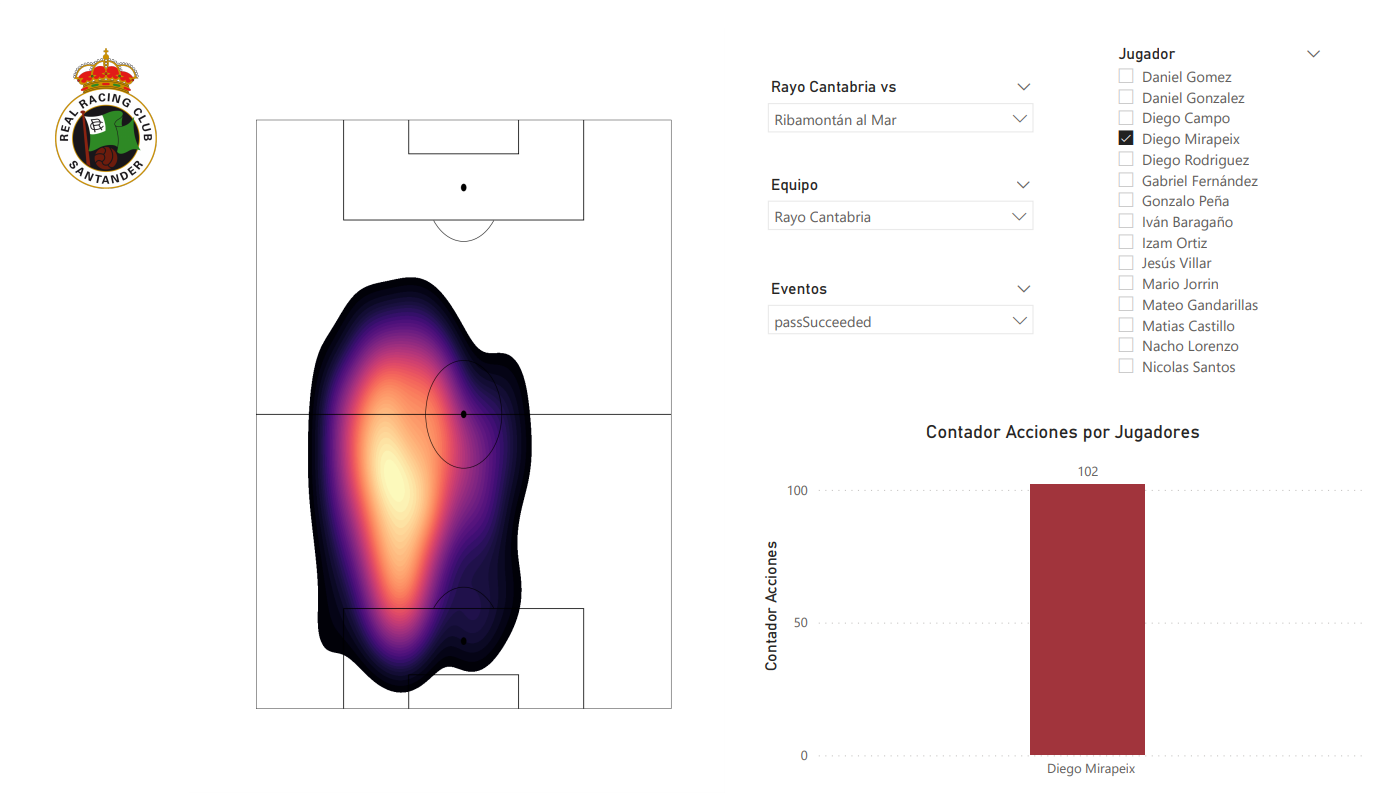 REAL RACING CLUB
SANTANDER
Rayo Cantabria vs
Ribamontán al Mar
Equipo
Rayo Cantabria
Eventos
passSucceeded
Jugador
Daniel Gomez
Daniel Gonzalez
Diego Campo
Diego Mirapeix
Diego Rodriguez
Gabriel Fernández
Gonzalo Peña
Iván Baragaño
Izam Ortiz
Jesús Villar
Mario Jorrin
Mateo Gandarillas
Matias Castillo
Nacho Lorenzo
Nicolas Santos
Contador Acciones por Jugadores
Contador Acciones
102
100
50
0
Diego Mirapeix